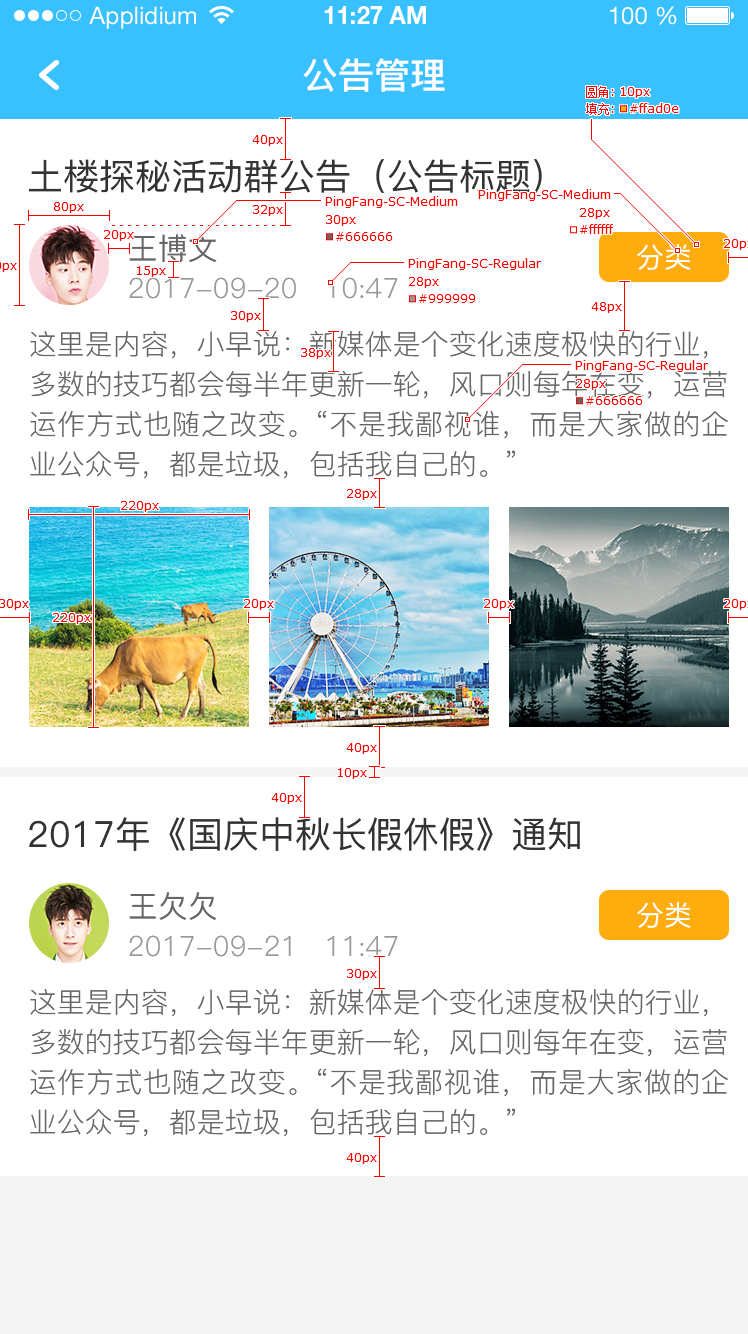 Applidium 11:27 AM 100 %
公告管理
圆角：10px
填充：#ffad0e
40px
土楼探秘活动群公告（公告标题）
80px
32px
PingFang-SC-Medium
30px
#666666
PingFang-SC-Medium
28px
#ffffff
20px
王博文
分类
20px
0px
15px
PingFang-SC-Regular
28px
#999999
2017-09-20 10:47
30px
48px
这里是内容，小早说：新媒体是个变化速度极快的行业，
38px
PingFang-SC-Regular
28px
#666666
多数的技巧都会每半年更新一轮，风口则每年在变，运营
运作方式也随之改变。“不是我鄙视谁，而是大家做的企
业公众号，都是垃圾，包括我自己的。”
28px
220px
30px
220px
20px
20px
20px
40px
10px
40px
2017年《国庆中秋长假休假》通知
王欠欠
分类
2017-09-21 11:47
30px
这里是内容，小早说：新媒体是个变化速度极快的行业，
多数的技巧都会每半年更新一轮，风口则每年在变，运营
运作方式也随之改变。“不是我鄙视谁，而是大家做的企
业公众号，都是垃圾，包括我自己的。”
40px